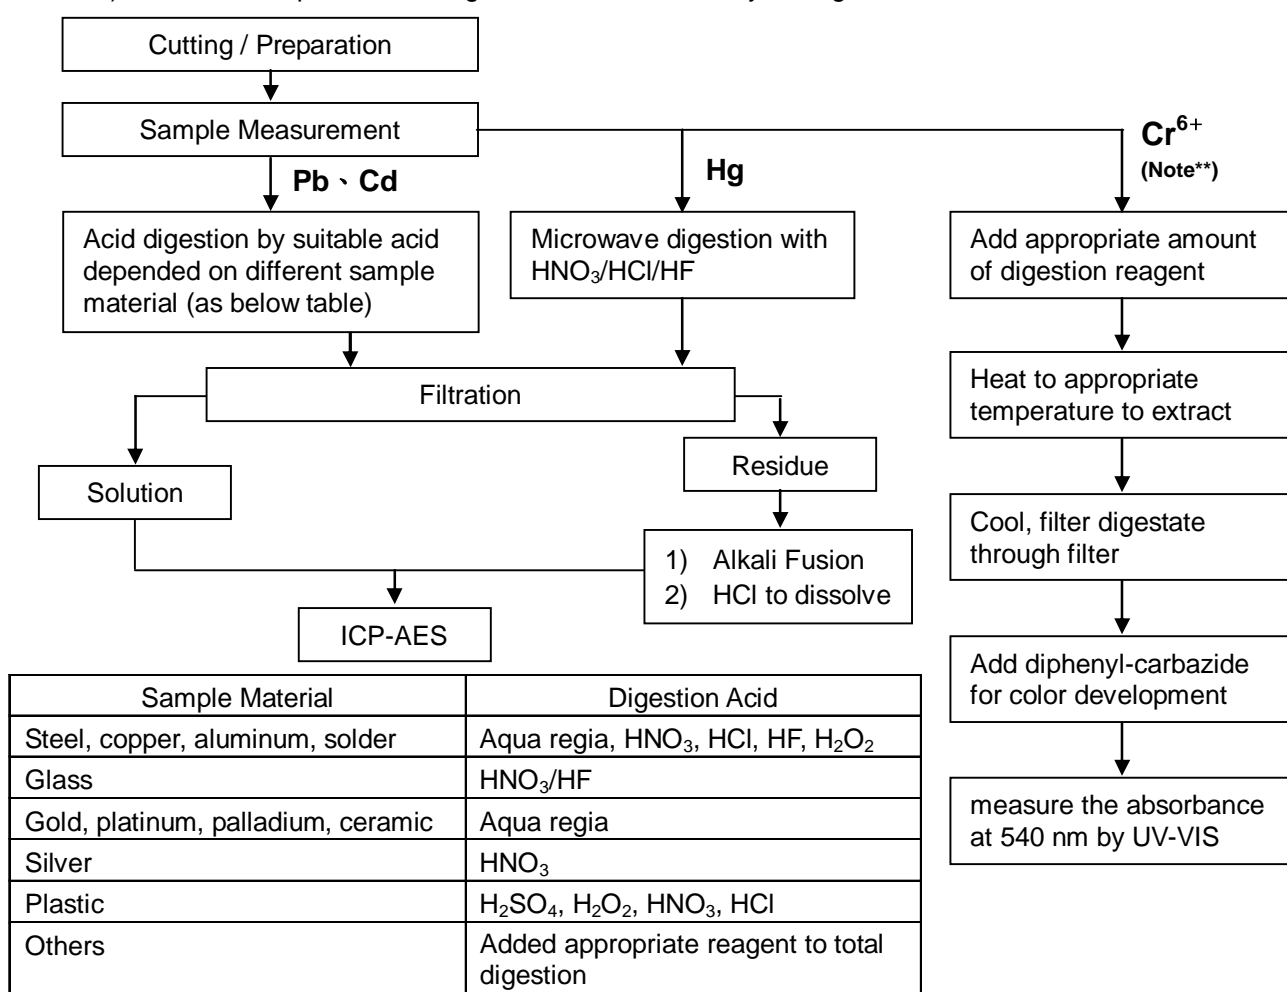 Cutting / Preparation
Sample Measurement
Pb、Cd
Hg
Cr⁶⁺
(Note**)
Acid digestion by suitable acid
depended on different sample
material (as below table)
Microwave digestion with
HNO₃/HCl/HF
Add appropriate amount
of digestion reagent
Filtration
Heat to appropriate
temperature to extract
Solution
Residue
Cool, filter digestate
through filter
1) Alkali Fusion
2) HCl to dissolve
ICP-AES
Add diphenyl-carbazide
for color development
measure the absorbance
at 540 nm by UV-VIS
Sample Material Digestion Acid
Steel, copper, aluminum, solder Aqua regia, HNO₃, HCl, HF, H₂O₂
Glass HNO₃/HF
Gold, platinum, palladium, ceramic Aqua regia
Silver HNO₃
Plastic H₂SO₄, H₂O₂, HNO₃, HCl
Others Added appropriate reagent to total
digestion